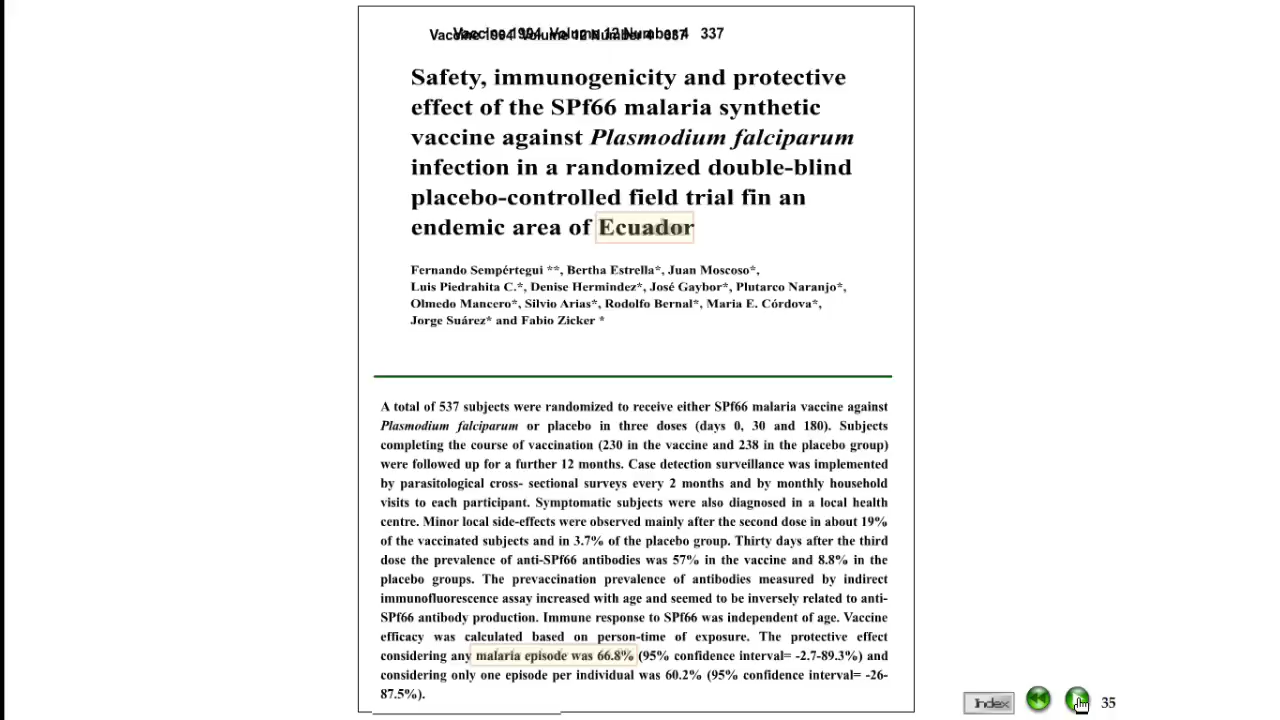 Vaccine 1994 Volume 12 Number 4 337
Safety, immunogenicity and protective
effect of the SPf66 malaria synthetic
vaccine against Plasmodium falciparum
infection in a randomized double-blind
placebo-controlled field trial fin an
endemic area of Ecuador
Fernando Sempértegui **, Bertha Estrella*, Juan Moscoso*,
Luis Piedrahita C.*, Denise Hermindez*, José Gaybor*, Plutarco Naranjo*,
Olmedo Mancero*, Silvio Arias*, Rodolfo Bernal*, Maria E. Córdova*,
Jorge Suárez* and Fabio Zicker *
A total of 537 subjects were randomized to receive either SPf66 malaria vaccine against
Plasmodium falciparum or placebo in three doses (days 0, 30 and 180). Subjects
completing the course of vaccination (230 in the vaccine and 238 in the placebo group)
were followed up for a further 12 months. Case detection surveillance was implemented
by parasitological cross- sectional surveys every 2 months and by monthly household
visits to each participant. Symptomatic subjects were also diagnosed in a local health
centre. Minor local side-effects were observed mainly after the second dose in about 19%
of the vaccinated subjects and in 3.7% of the placebo group. Thirty days after the third
dose the prevalence of anti-SPf66 antibodies was 57% in the vaccine and 8.8% in the
placebo groups. The prevaccination prevalence of antibodies measured by indirect
immunofluorescence assay increased with age and seemed to be inversely related to anti-
SPf66 antibody production. Immune response to SPf66 was independent of age. Vaccine
efficacy was calculated based on person-time of exposure. The protective effect
considering any malaria episode was 66.8% (95% confidence interval= -2.7-89.3%) and
considering only one episode per individual was 60.2% (95% confidence interval= -26-
87.5%).
Index
35